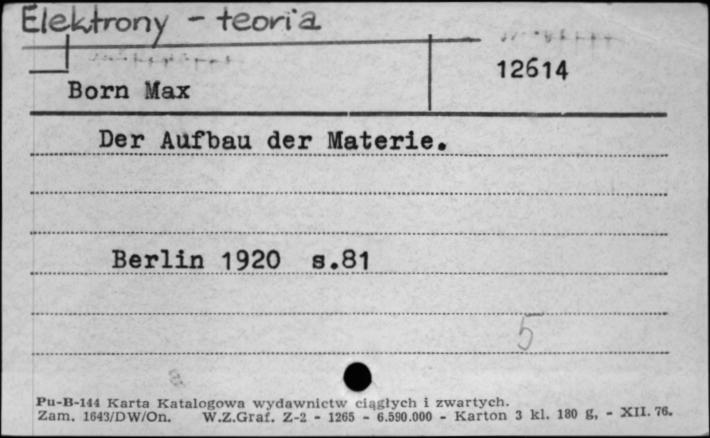 Elektrony - teoria
12614
Born Max
Der Aufbau der Materie.
Berlin 1920 s.81
5
Pu-B-144 Karta Katalogowa wydawnictw ciągłych i zwartych.
Zam. 1643/DW/On. W.Z.Graf. Z-2 - 1265 - 6.590.000 - Karton 3 kl. 180 g, - XII. 76.